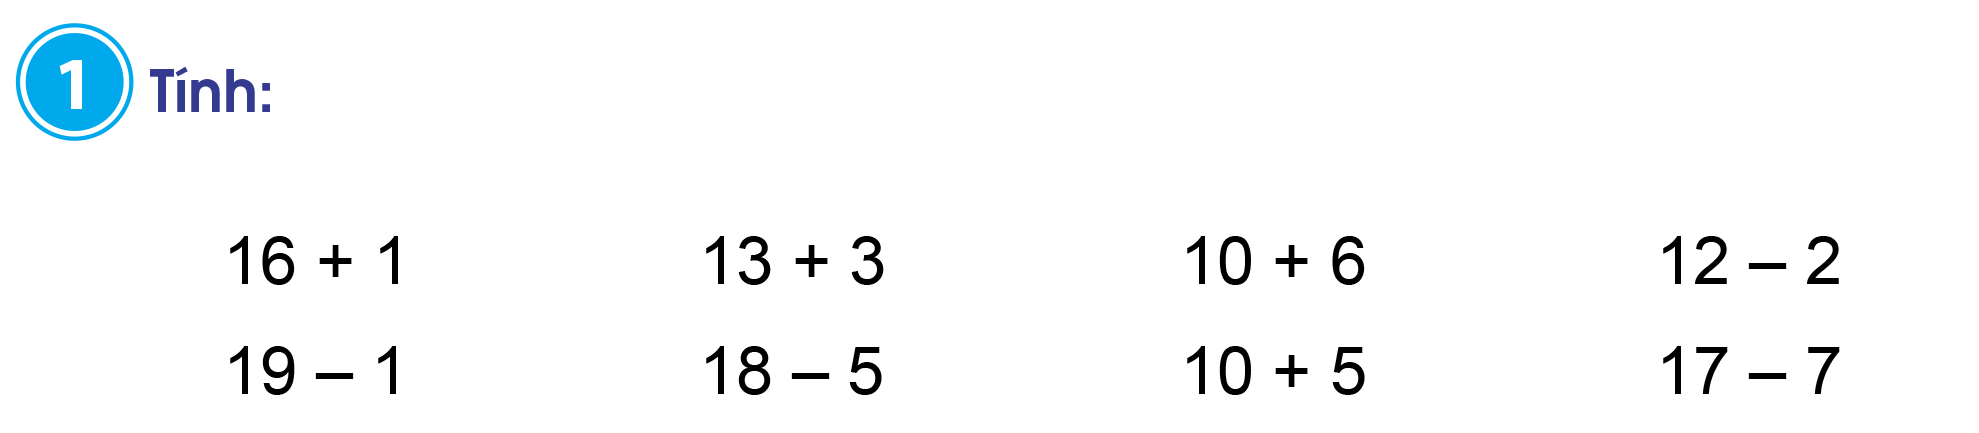 1 Tính:
16 + 1 13 + 3 10 + 6 12 – 2
19 – 1 18 – 5 10 + 5 17 – 7